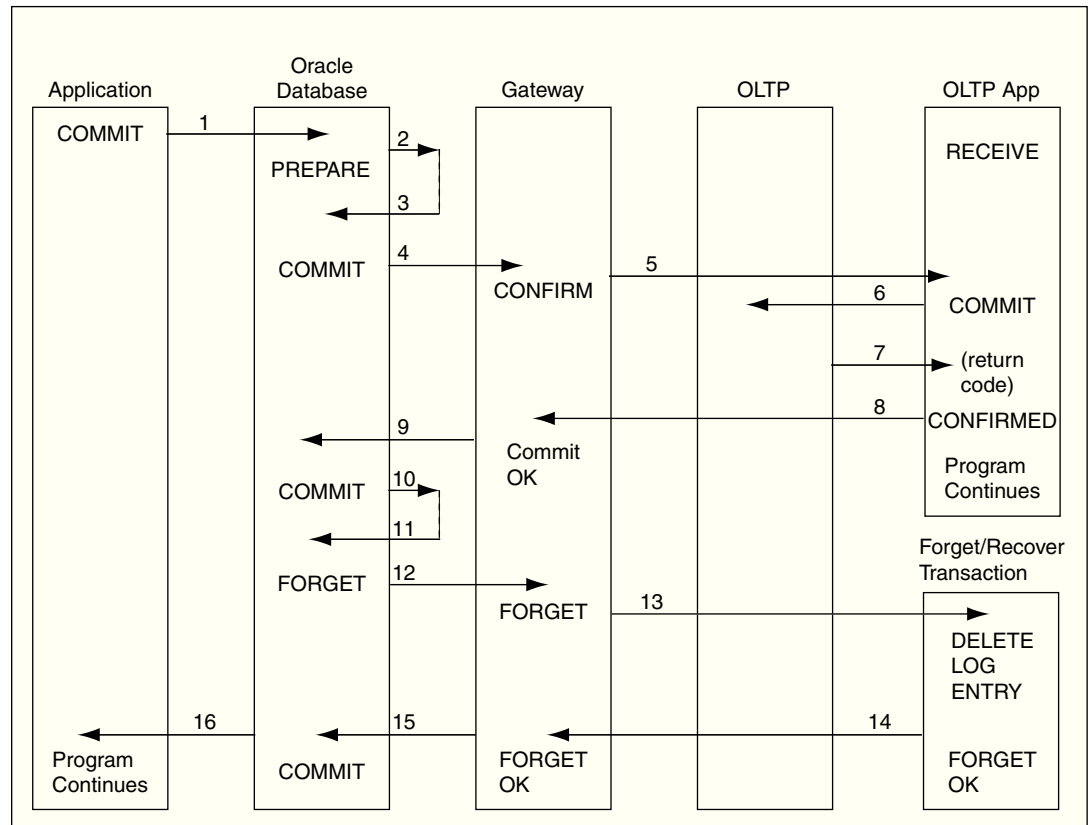 Application
Oracle
Database
Gateway
OLTP
OLTP App
COMMIT
1
2
RECEIVE
PREPARE
3
COMMIT
4
CONFIRM
5
6
COMMIT
7
(return
code)
8
CONFIRMED
9
Commit
OK
Program
Continues
COMMIT
10
11
Forget/Recover
Transaction
FORGET
12
FORGET
13
DELETE
LOG
ENTRY
16
15
14
Program
Continues
COMMIT
FORGET
OK
FORGET
OK